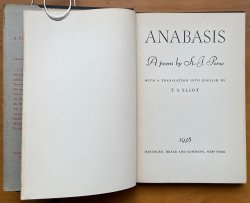 ANABASIS
A poem by St.-J. Perse
WITH A TRANSLATION INTO ENGLISH BY
T. S. ELIOT
1938
HARCOURT, BRACE AND COMPANY, NEW YORK